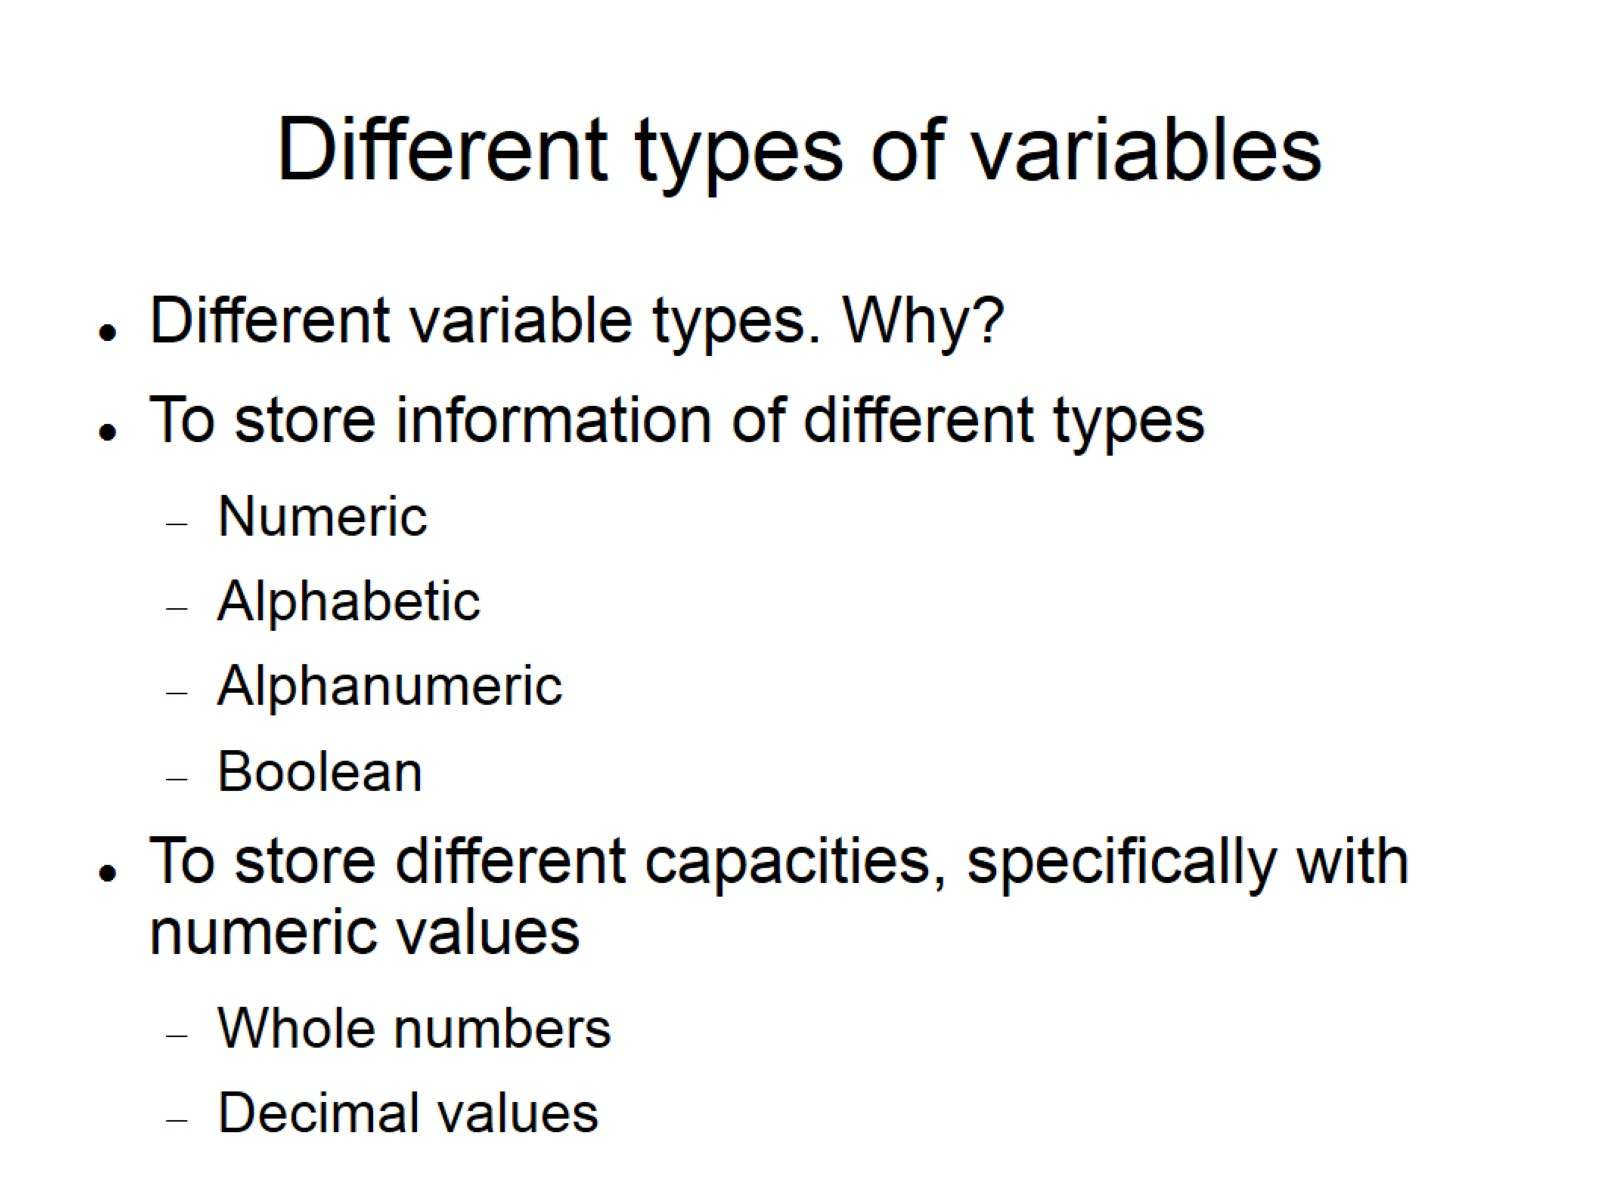 Different types of variables
● Different variable types. Why?
● To store information of different types
– Numeric
– Alphabetic
– Alphanumeric
– Boolean
● To store different capacities, specifically with
numeric values
– Whole numbers
– Decimal values